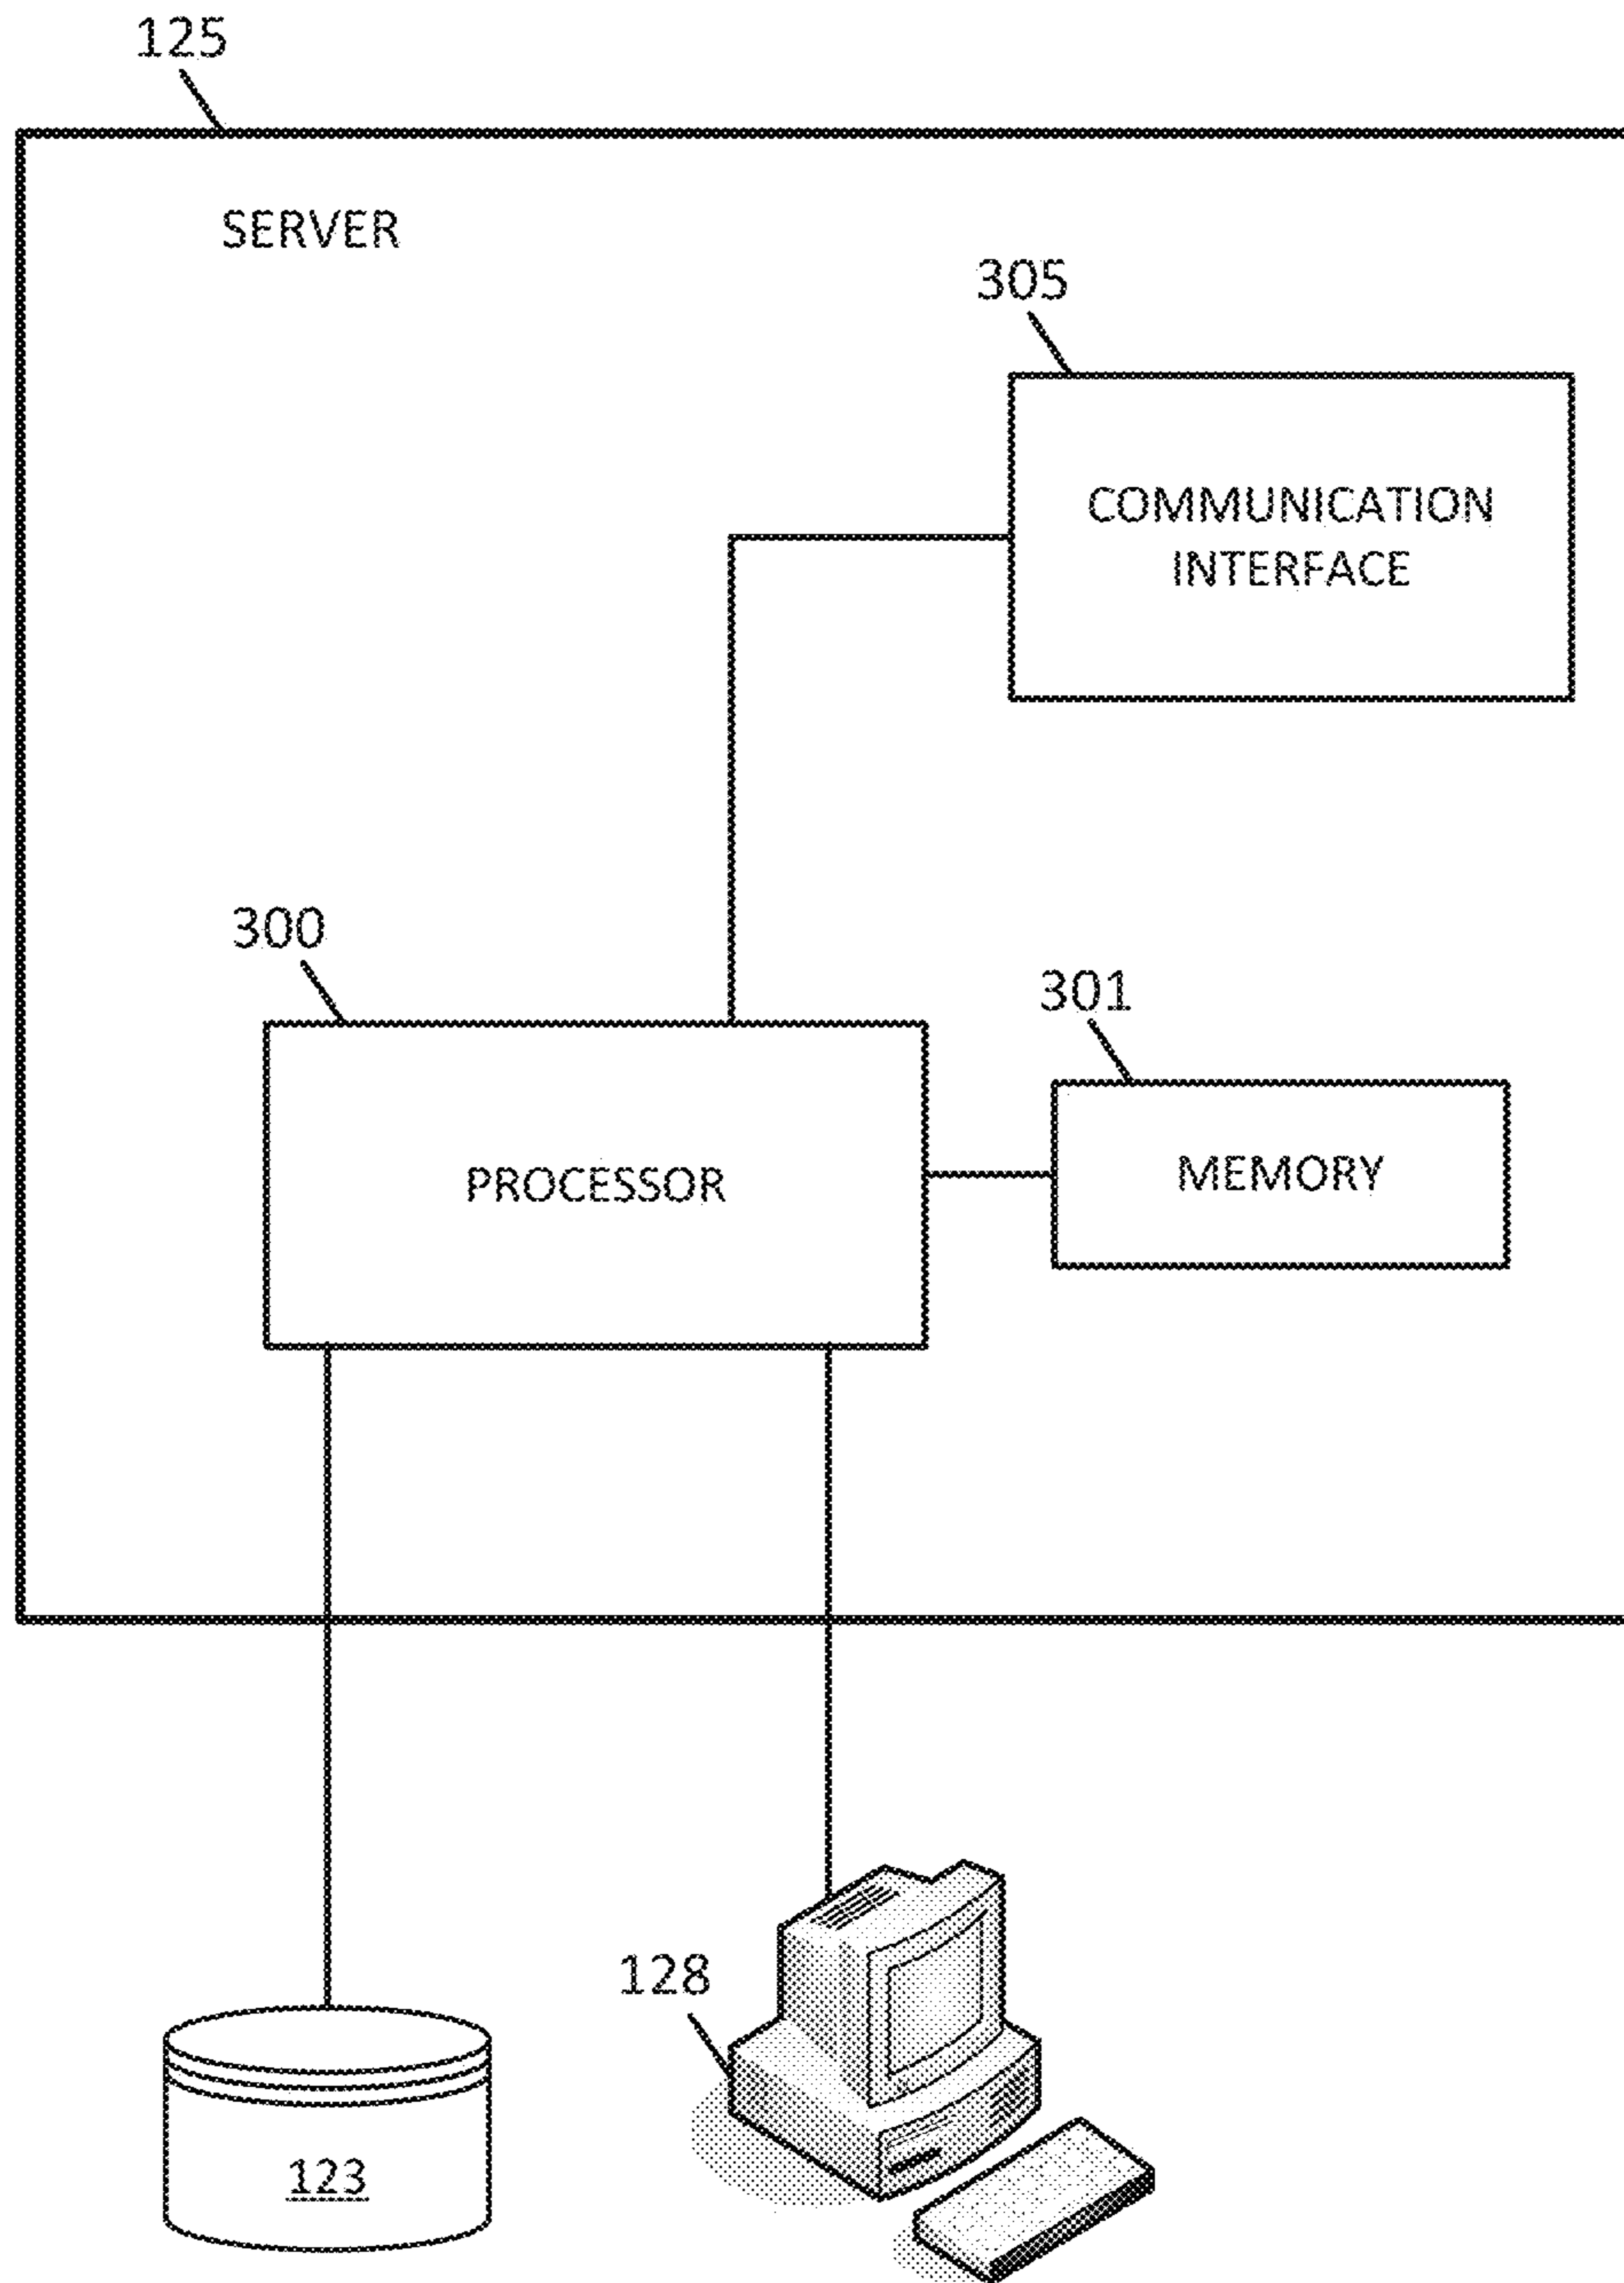 125
SERVER
305
COMMUNICATION
INTERFACE
300
301
PROCESSOR
MEMORY
128
123